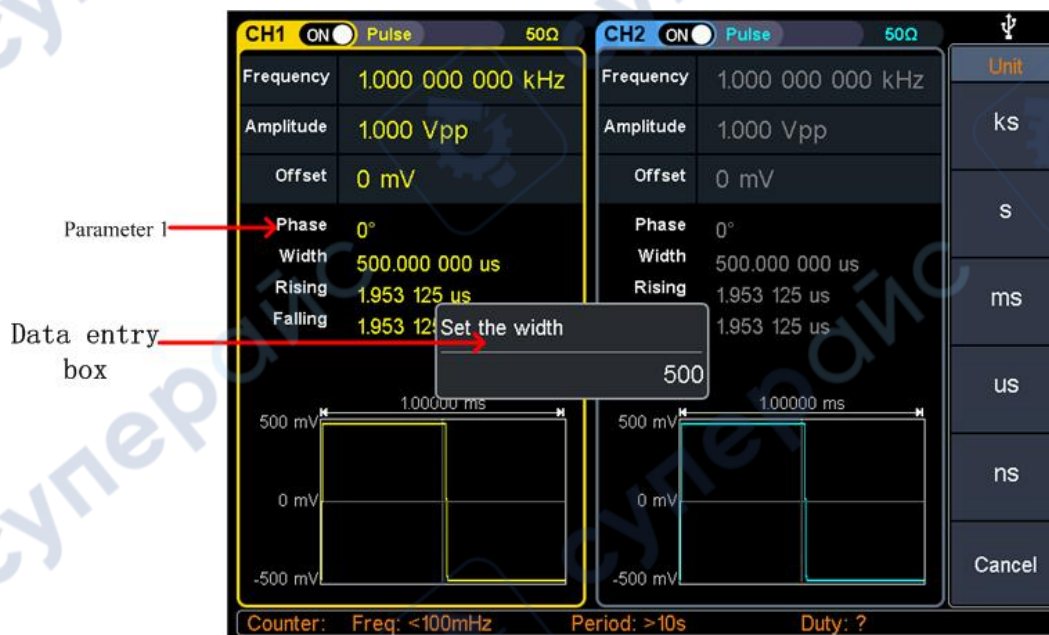 CH1 ON Pulse 50Ω
Frequency 1.000 000 000 kHz
Amplitude 1.000 Vpp
Offset 0 mV
Phase 0°
Width 500.000 000 us
Rising 1.953 125 us
Falling 1.953 12
1.00000 ms
500 mV
0 mV
-500 mV
CH2 ON Pulse 50Ω
Frequency 1.000 000 000 kHz
Amplitude 1.000 Vpp
Offset 0 mV
Phase 0°
Width 500.000 000 us
Rising 1.953 125 us
1.953 125 us
1.00000 ms
500 mV
0 mV
-500 mV
Set the width
500
Unit
ks
s
ms
us
ns
Cancel
Counter: Freq: <100mHz Period: >10s Duty: ?
Parameter 1
Data entry
box
суперайс